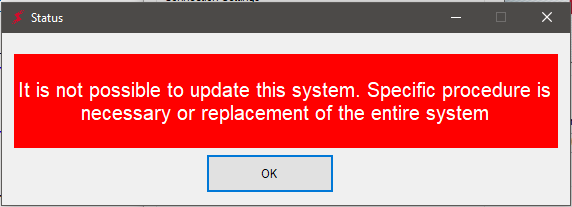 Status
It is not possible to update this system. Specific procedure is
necessary or replacement of the entire system
OK